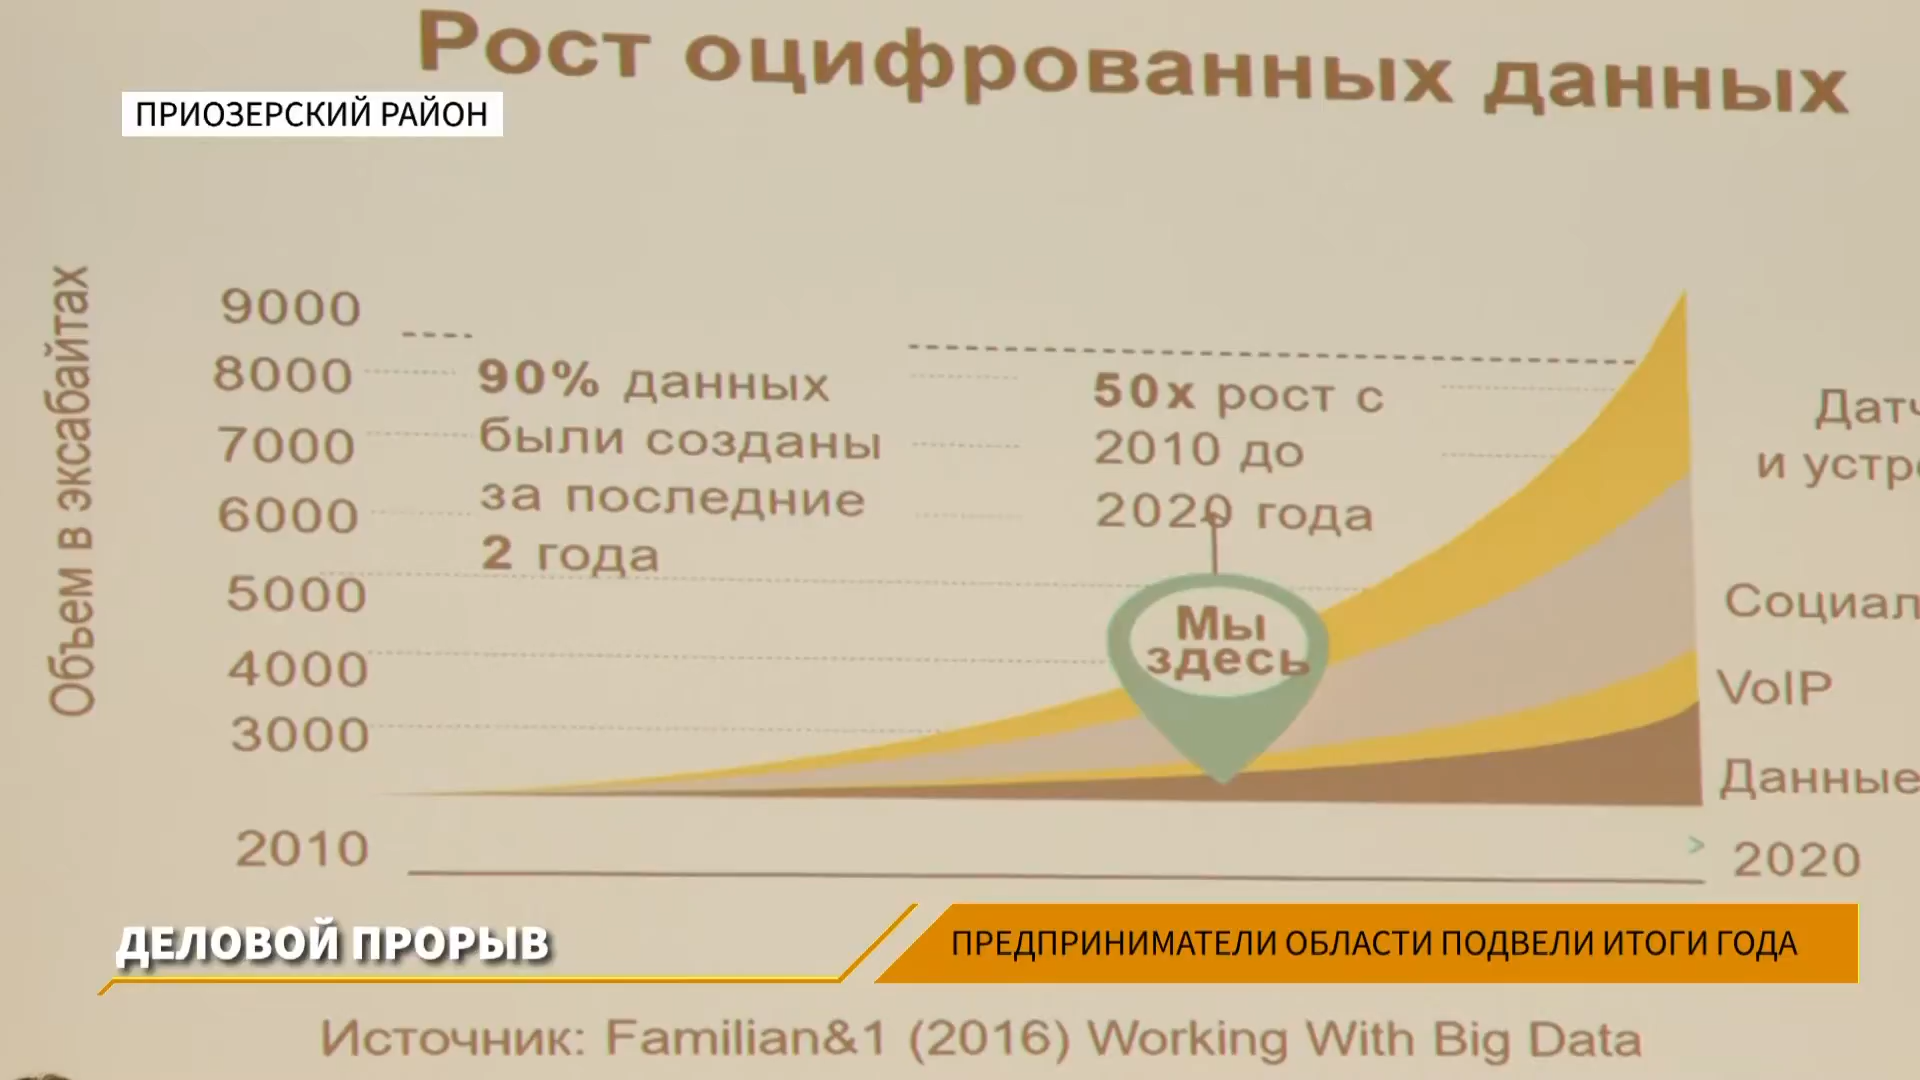 Рост оцифрованных данных
ПРИОЗЕРСКИЙ РАЙОН
Объем в эксабайтах
9000
8000
7000
6000
5000
4000
3000
90% данных
были созданы
за последние
2 года
50x рост с
2010 до
2020 года
Мы
здесь
и
VoIP
Данные
2010
> 2020
ДЕЛОВОЙ ПРОРЫВ
ПРЕДПРИНИМАТЕЛИ ОБЛАСТИ ПОДВЕЛИ ИТОГИ ГОДА
Источник: Familian&1 (2016) Working With Big Data